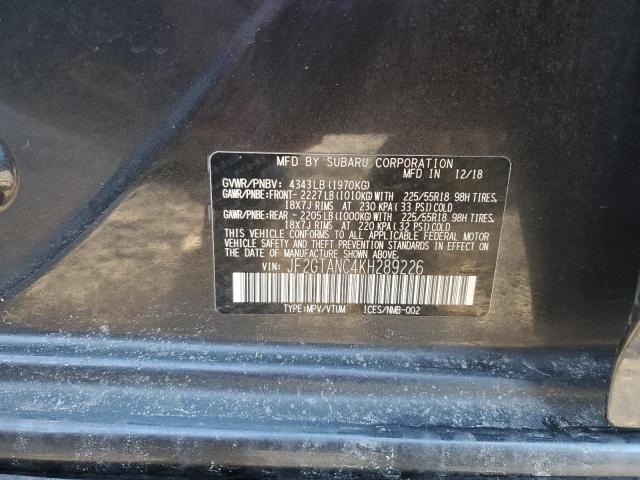 MFD BY SUBARU CORPORATION
MFD IN 12/18
GVWR/PNBV: 4343LB(1970KG)
GAWR/PNBE:FRONT- 2227LB(1010KG)WITH 225/55R18 98H TIRES,
18X7J RIMS AT 230 KPA(33 PSI)COLD
GAWR/PNBE:REAR - 2205LB(1000KG)WITH 225/55R18 98H TIRES,
18X7J RIMS AT 220 KPA(32 PSI)COLD
THIS VEHICLE CONFORMS TO ALL APPLICABLE FEDERAL MOTOR
VEHICLE SAFETY AND THEFT PREVENTION STANDARDS IN EFFECT
ON THE DATE OF MANUFACTURE SHOWN ABOVE.
VIN: JF2GTANC4KH289226
TYPE:MPV/VTUM ICES/NMB-002